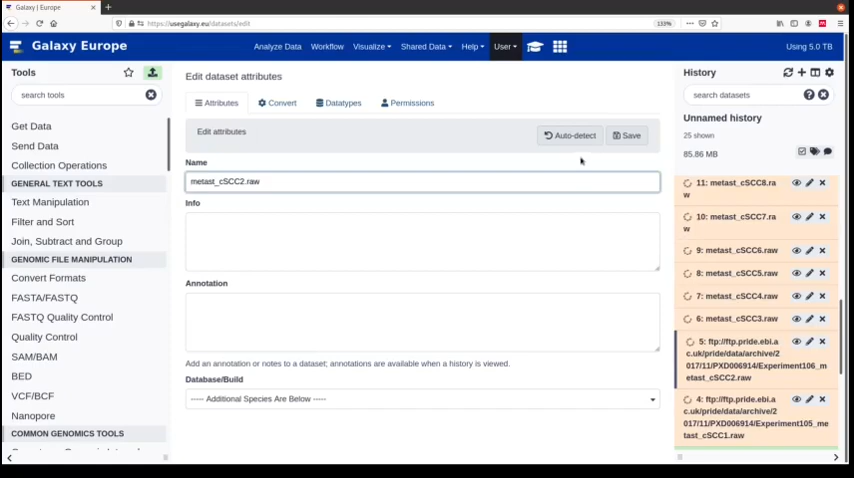 Galaxy | Europe
https://usegalaxy.eu/datasets/edit
133%
Galaxy Europe
Analyze Data
Workflow
Visualize
Shared Data
Help
User
Using 5.0 TB
Tools
search tools
Get Data
Send Data
Collection Operations
GENERAL TEXT TOOLS
Text Manipulation
Filter and Sort
Join, Subtract and Group
GENOMIC FILE MANIPULATION
Convert Formats
FASTA/FASTQ
FASTQ Quality Control
Quality Control
SAM/BAM
BED
VCF/BCF
Nanopore
COMMON GENOMICS TOOLS
Edit dataset attributes
Attributes
Convert
Datatypes
Permissions
Edit attributes
Auto-detect
Save
Name
metast_cSCC2.raw
Info
Annotation
Add an annotation or notes to a dataset; annotations are available when a history is viewed.
Database/Build
----- Additional Species Are Below -----
History
search datasets
Unnamed history
25 shown
85.86 MB
11: metast_cSCC8.ra
w
10: metast_cSCC7.ra
w
9: metast_cSCC6.raw
8: metast_cSCC5.raw
7: metast_cSCC4.raw
6: metast_cSCC3.raw
5: ftp://ftp.pride.ebi.a
c.uk/pride/data/archive/2
017/11/PXD006914/Experiment106_m
etast_cSCC2.raw
4: ftp://ftp.pride.ebi.a
c.uk/pride/data/archive/2
017/11/PXD006914/Experiment105_me
tast_cSCC1.raw